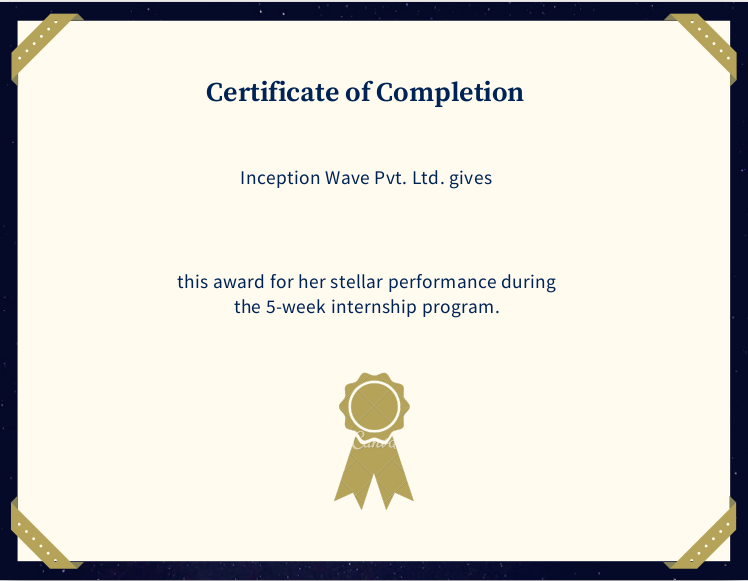 Certificate of Completion
Inception Wave Pvt. Ltd. gives
this award for her stellar performance during
the 5-week internship program.
Canva